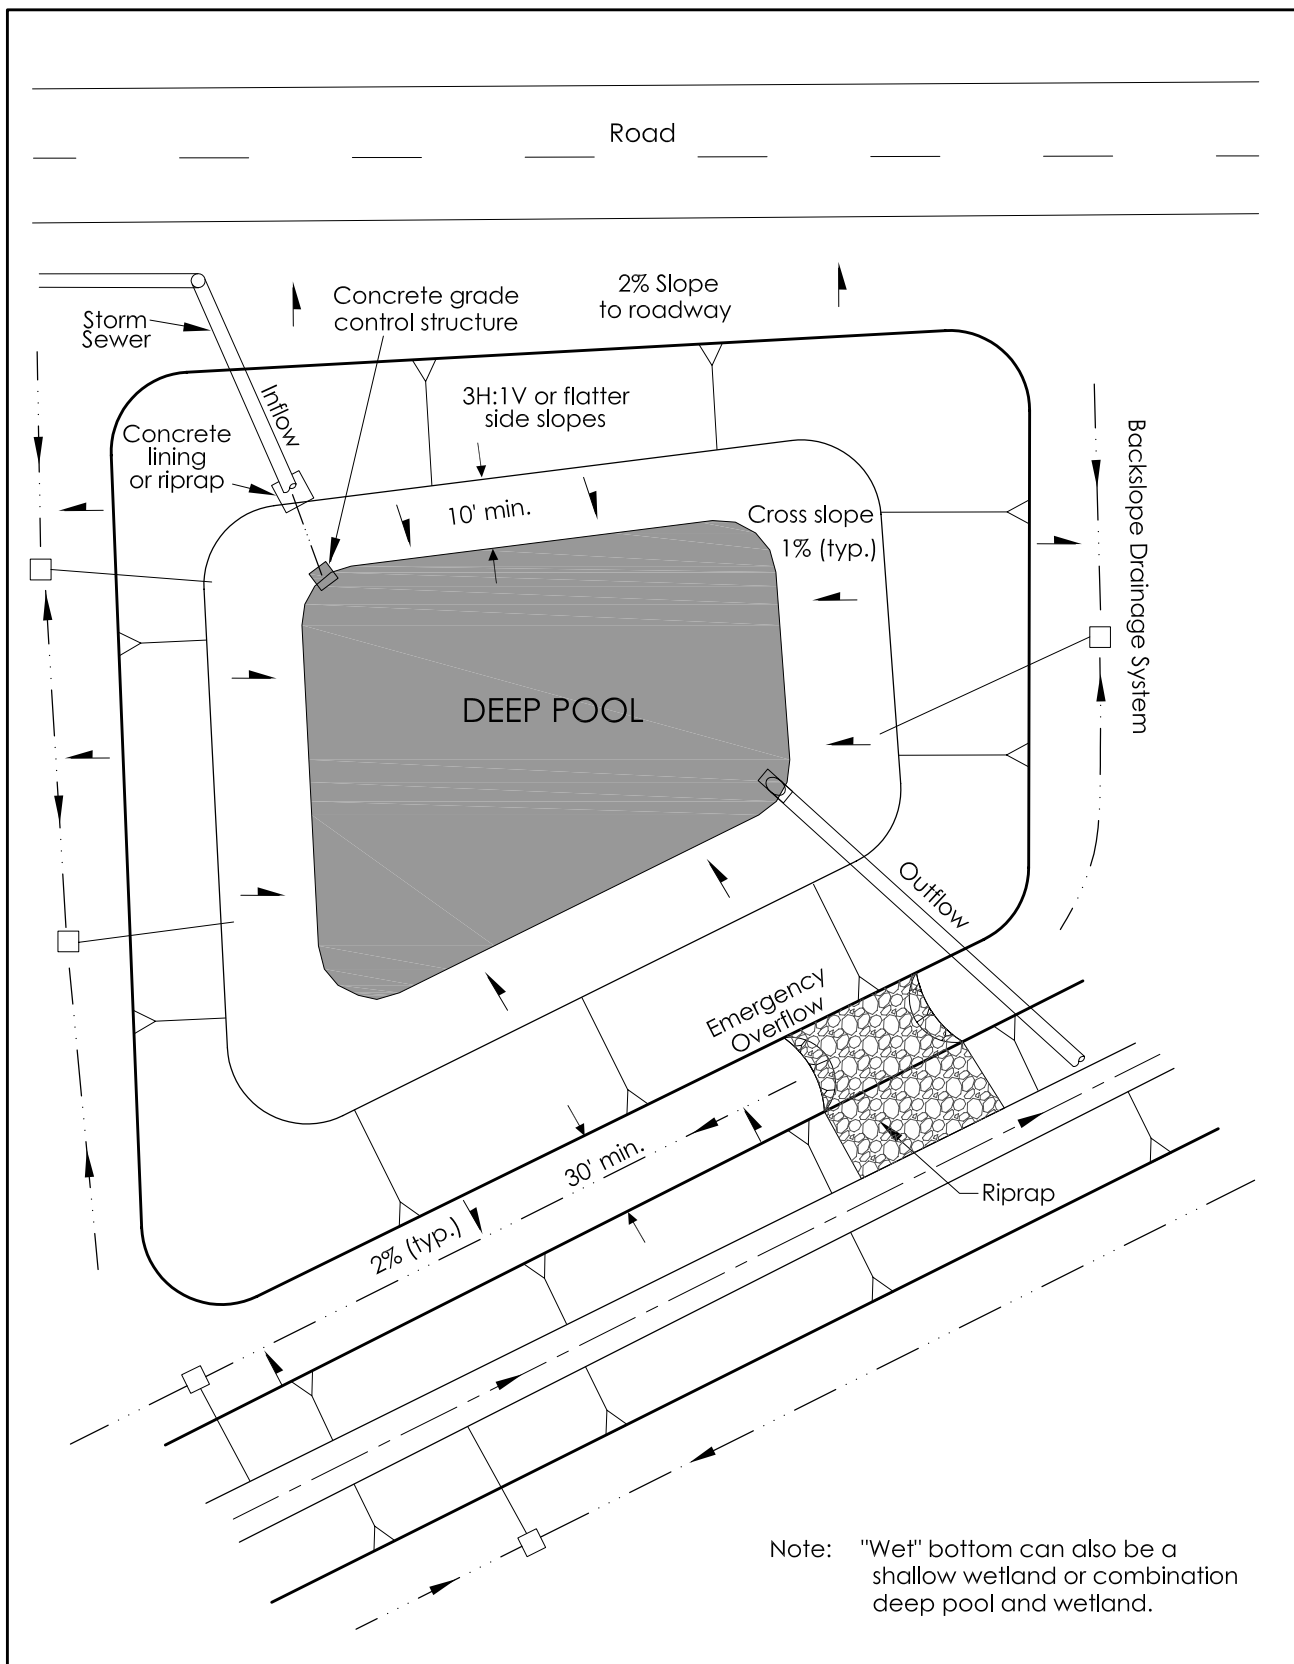 Road
2% Slope
to roadway
Concrete grade
control structure
Storm
Sewer
Inflow
3H:1V or flatter
side slopes
Concrete
lining
or riprap
10' min.
Cross slope
1% (typ.)
Backslope Drainage System
DEEP POOL
Outflow
Emergency
Overflow
30' min.
Riprap
2% (typ.)
Note: "Wet" bottom can also be a
shallow wetland or combination
deep pool and wetland.